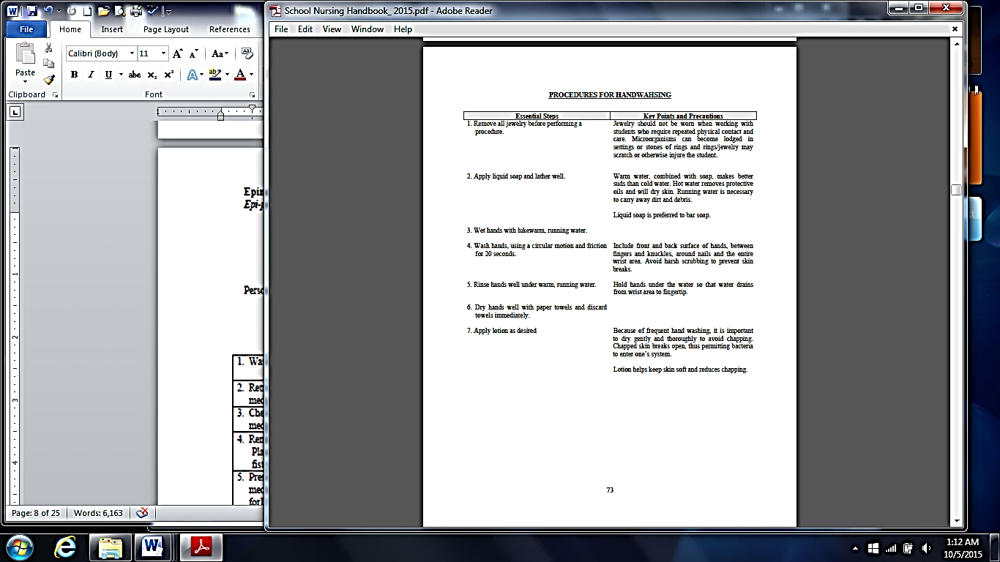 School Nursing Handbook_ 2015.pdf - Adobe Reader
File Edit View Window Help
File Home Insert Page Layout References
Calibri (Body) 11
Paste
Clipboard Font
PROCEDURES FOR HANDWAHSING
Essential Steps Key Points and Precautions
1. Remove all jewelry before performing a
procedure.
Jewelry should not be worn when working with
students who require repeated physical contact and
care. Microorganisms can become lodged in
settings or stones of rings and rings/jewelry may
scratch or otherwise injure the student.
2. Apply liquid soap and lather well.
Warm water, combined with soap, makes better
suds than cold water. Hot water removes protective
oils and will dry skin. Running water is necessary
to carry away dirt and debris.
Liquid soap is preferred to bar soap.
3. Wet hands with lukewarm, running water.
4. Wash hands, using a circular motion and friction
for 20 seconds.
Include front and back surface of hands, between
fingers and knuckles, around nails and the entire
wrist area. Avoid harsh scrubbing to prevent skin
breaks.
5. Rinse hands well under warm, running water.
Hold hands under the water so that water drains
from wrist area to fingertip.
6. Dry hands well with paper towels and discard
towels immediately.
7. Apply lotion as desired
Because of frequent hand washing, it is important
to dry gently and thoroughly to avoid chapping.
Chapped skin breaks open, thus permitting bacteria
to enter one's system.
Lotion helps keep skin soft and reduces chapping.
73
Epi
Epi-p
Perso
1. Wa
2. Re
med
3. Che
med
4. Re
Pla
fis
5. Pre
med
for
Page: 8 of 25 Words: 6,163
1:12 AM
10/5/2015